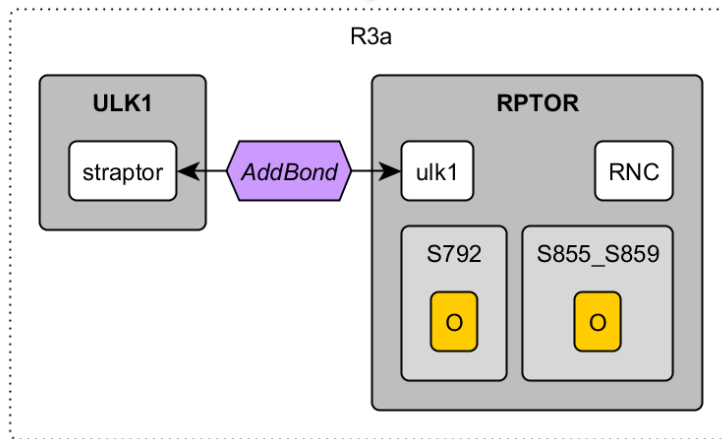 R3a
ULK1
RPTOR
straptor
AddBond
ulk1
RNC
S792
S855_S859
O
O